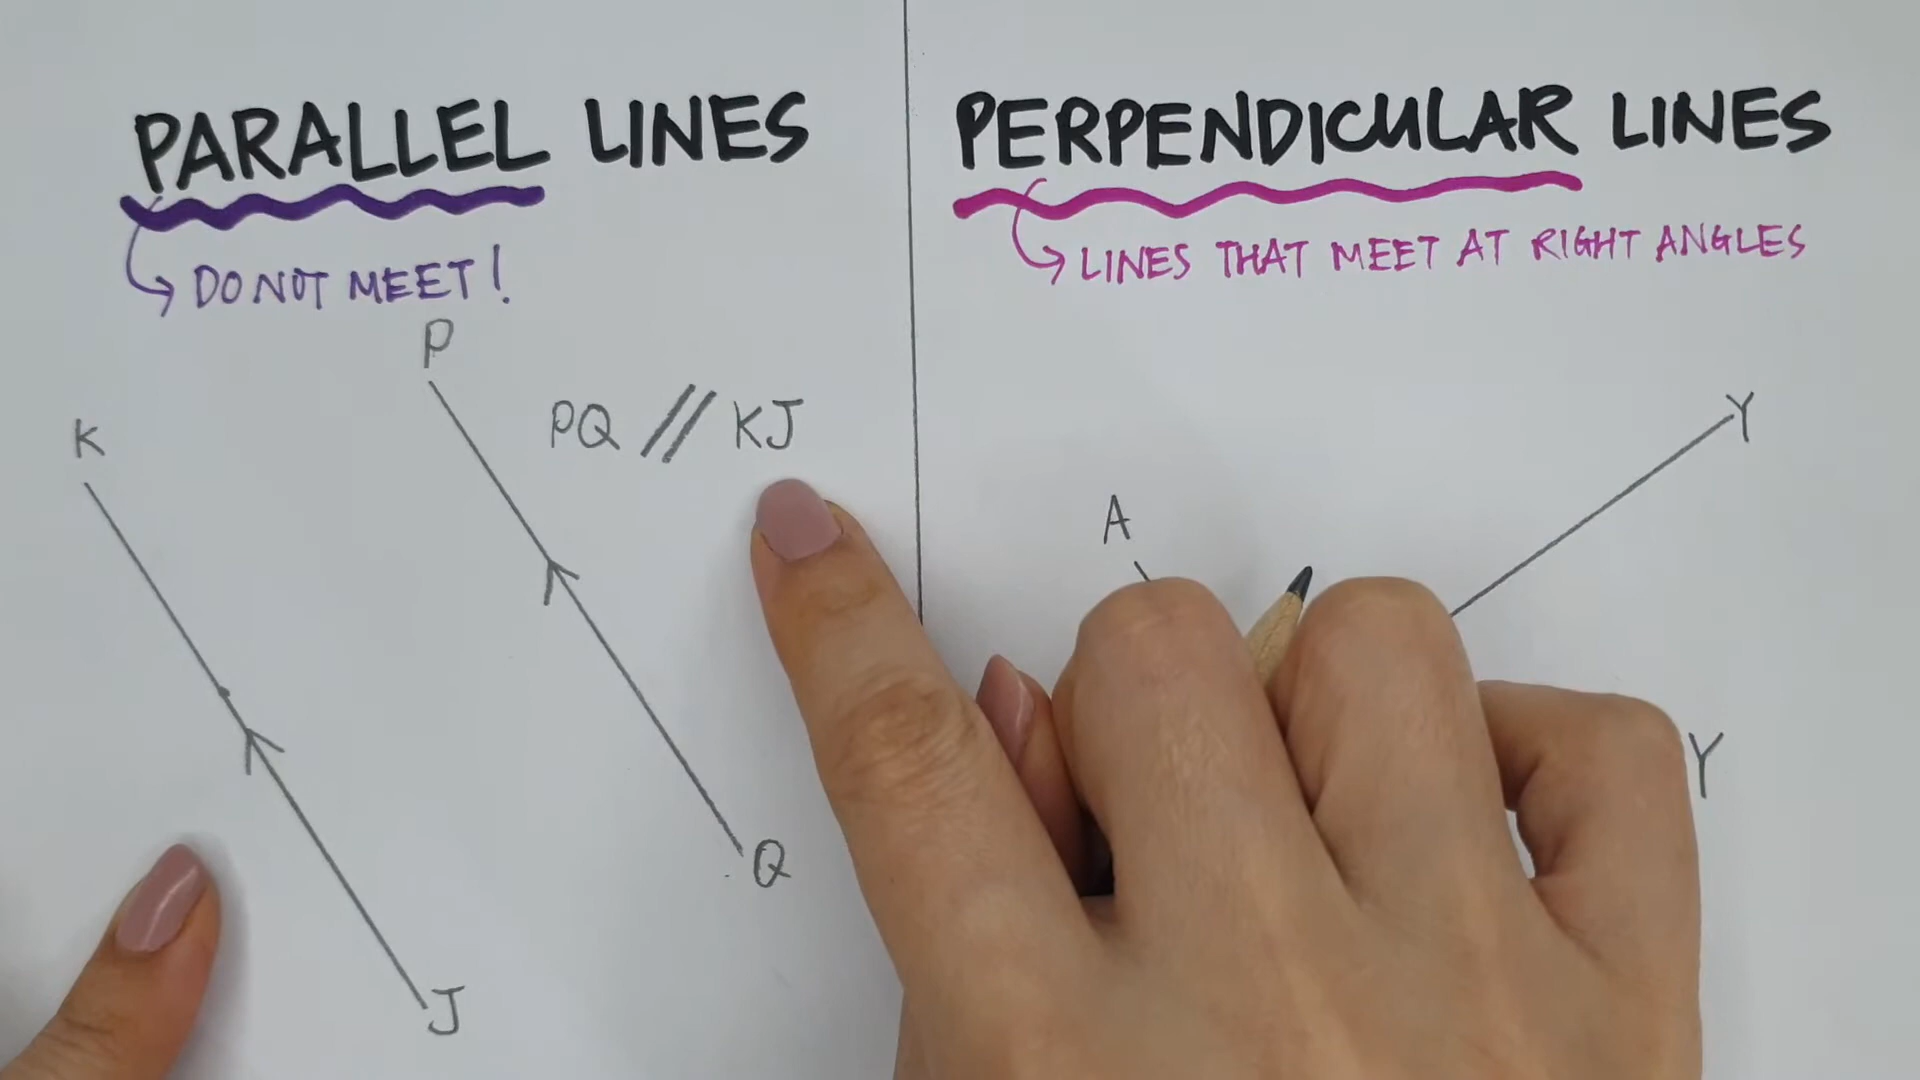 PARALLEL LINES
DO NOT MEET!
P
K
PQ // KJ
Q
J
PERPENDICULAR LINES
LINES THAT MEET AT RIGHT ANGLES
Y
A
Y